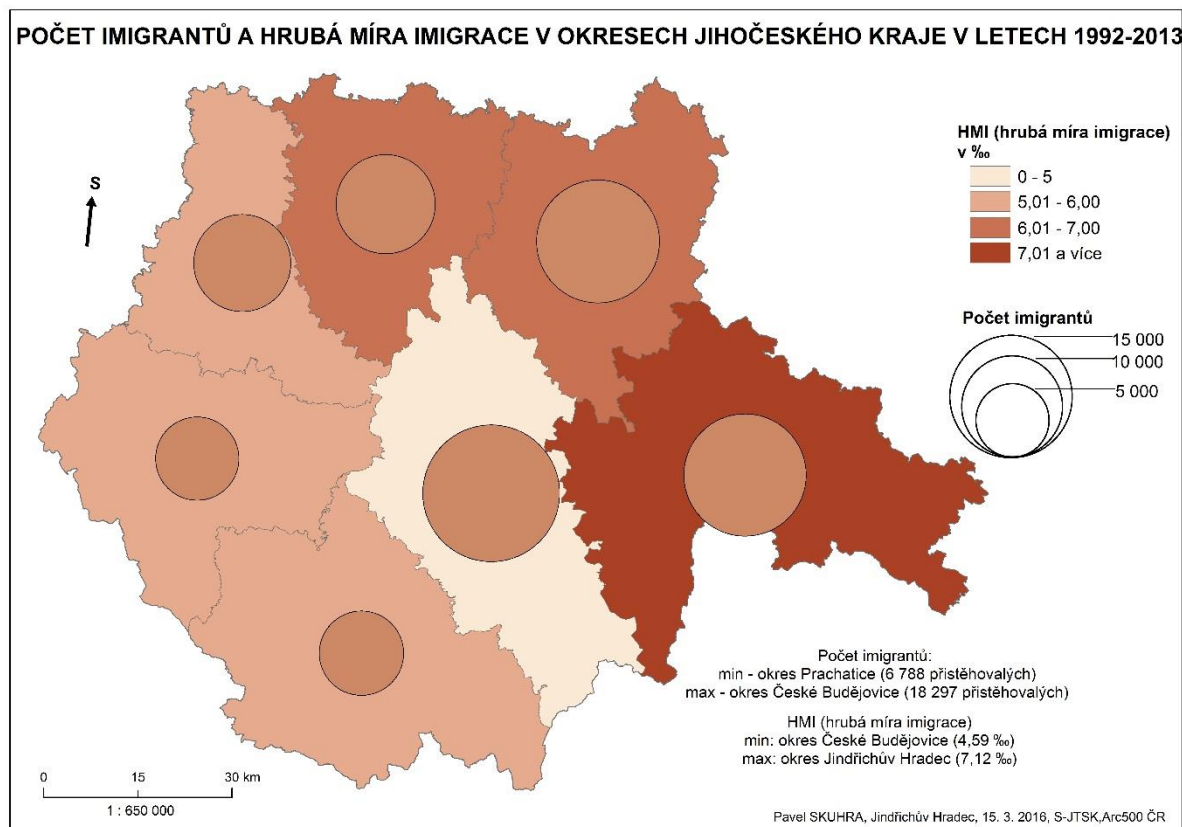 POČET IMIGRANTŮ A HRUBÁ MÍRA IMIGRACE V OKRESECH JIHOČESKÉHO KRAJE V LETECH 1992-2013
S
HMI (hrubá míra imigrace)
v ‰
0 - 5
5,01 - 6,00
6,01 - 7,00
7,01 a více
Počet imigrantů
15 000
10 000
5 000
Počet imigrantů:
min - okres Prachatice (6 788 přistěhovalých)
max - okres České Budějovice (18 297 přistěhovalých)
HMI (hrubá míra imigrace)
min: okres České Budějovice (4,59 ‰)
max: okres Jindřichův Hradec (7,12 ‰)
0 15 30 km
1 : 650 000
Pavel SKUHRA, Jindřichův Hradec, 15. 3. 2016, S-JTSK,Arc500 ČR